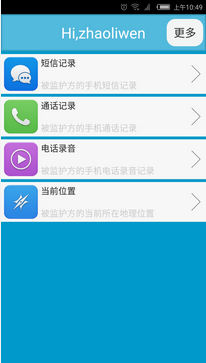 上午10:49
Hi,zhaoliwen
更多
短信记录
被监护方的手机短信记录
通话记录
被监护方的手机通话记录
电话录音
被监护方的手机电话录音记录
当前位置
被监护方的当前所在地理位置